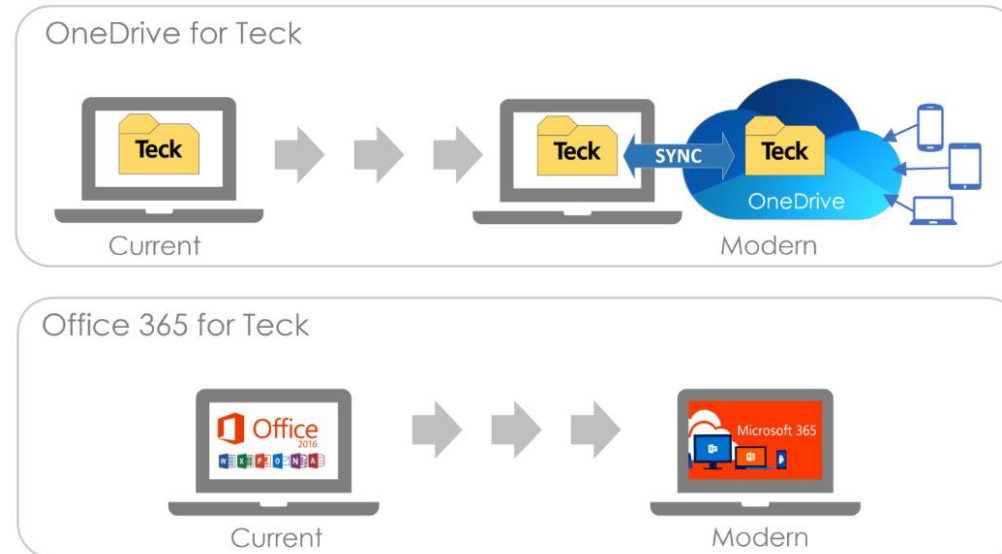 OneDrive for Teck
Teck
Teck
SYNC
Teck
OneDrive
Current
Modern
Office 365 for Teck
Office
2016
W X P O N A
Microsoft 365
Current
Modern